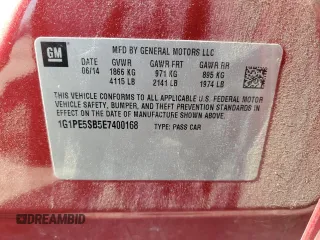 GM
MFD BY GENERAL MOTORS LLC
06/14 GVWR GAWR FRT GAWR RR
1866 KG 971 KG 895 KG
4115 LB 2141 LB 1974 LB
THIS VEHICLE CONFORMS TO ALL APPLICABLE U.S. FEDERAL MOTOR
VEHICLE SAFETY, BUMPER, AND THEFT PREVENTION STANDARDS IN
EFFECT ON THE DATE OF MANUFACTURE SHOWN ABOVE.
1G1PE5SB5E7400168 TYPE: PASS CAR
DREAMBID